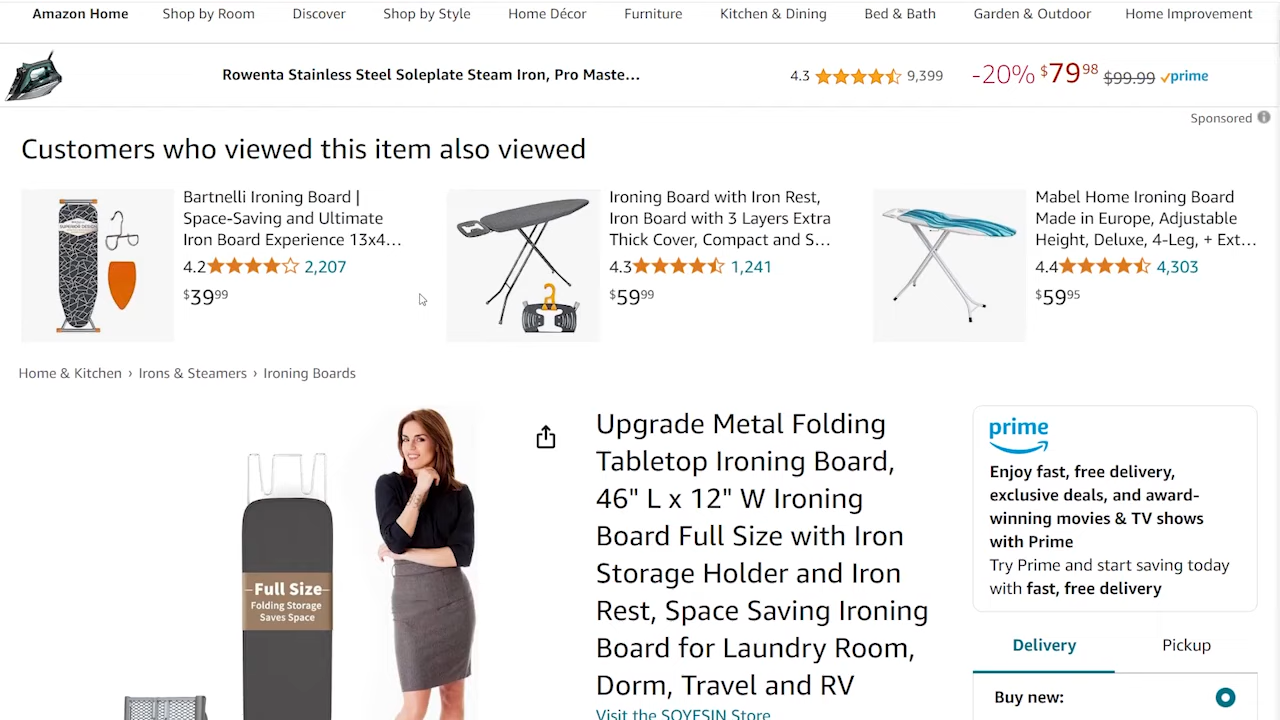 Amazon Home Shop by Room Discover Shop by Style Home Décor Furniture Kitchen & Dining Bed & Bath Garden & Outdoor Home Improvement
Rowenta Stainless Steel Soleplate Steam Iron, Pro Maste… 4.3 9,399 -20% $79.98 $99.99 prime
Sponsored
Customers who viewed this item also viewed
Bartnelli Ironing Board |
Space-Saving and Ultimate
Iron Board Experience 13x4…
4.2 2,207
$39.99
Ironing Board with Iron Rest,
Iron Board with 3 Layers Extra
Thick Cover, Compact and S…
4.3 1,241
$59.99
Mabel Home Ironing Board
Made in Europe, Adjustable
Height, Deluxe, 4-Leg, + Ext…
4.4 4,303
$59.95
Home & Kitchen › Irons & Steamers › Ironing Boards
Full Size
Folding Storage
Saves Space
Upgrade Metal Folding
Tabletop Ironing Board,
46" L x 12" W Ironing
Board Full Size with Iron
Storage Holder and Iron
Rest, Space Saving Ironing
Board for Laundry Room,
Dorm, Travel and RV
Visit the SOYESIN Store
prime
Enjoy fast, free delivery,
exclusive deals, and award-
winning movies & TV shows
with Prime
Try Prime and start saving today
with fast, free delivery
Delivery Pickup
Buy new: